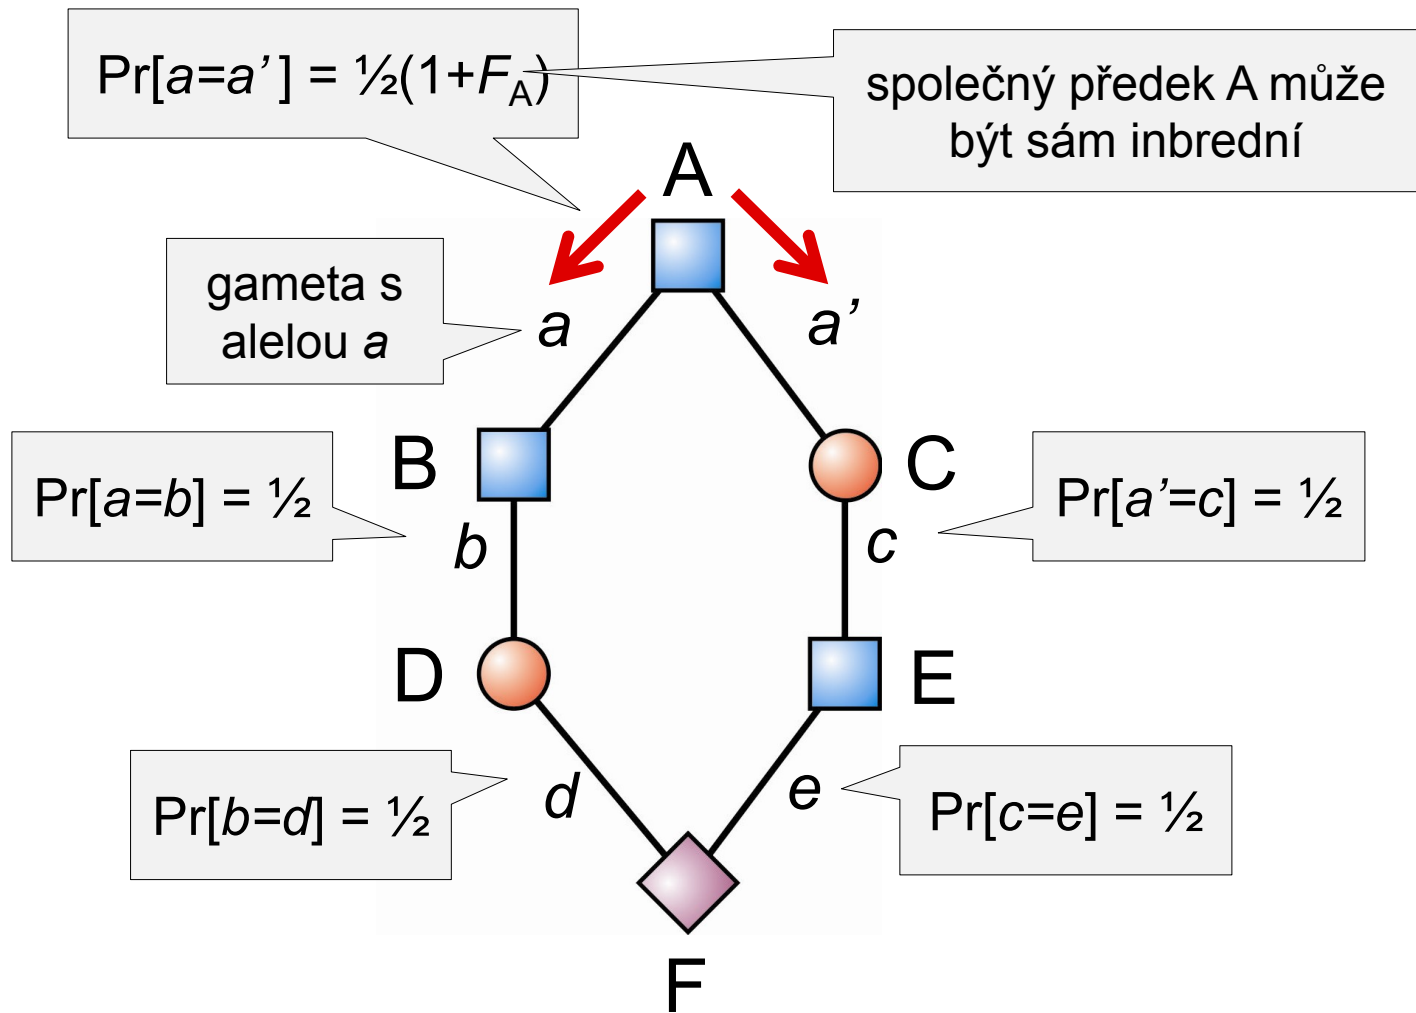 Pr[a=a’ ] = ½(1+F_A)
společný předek A může
být sám inbrední
A
gameta s
alelou a
a
a’
B
C
Pr[a=b] = ½
Pr[a’=c] = ½
b
c
D
E
Pr[b=d] = ½
d
e
Pr[c=e] = ½
F